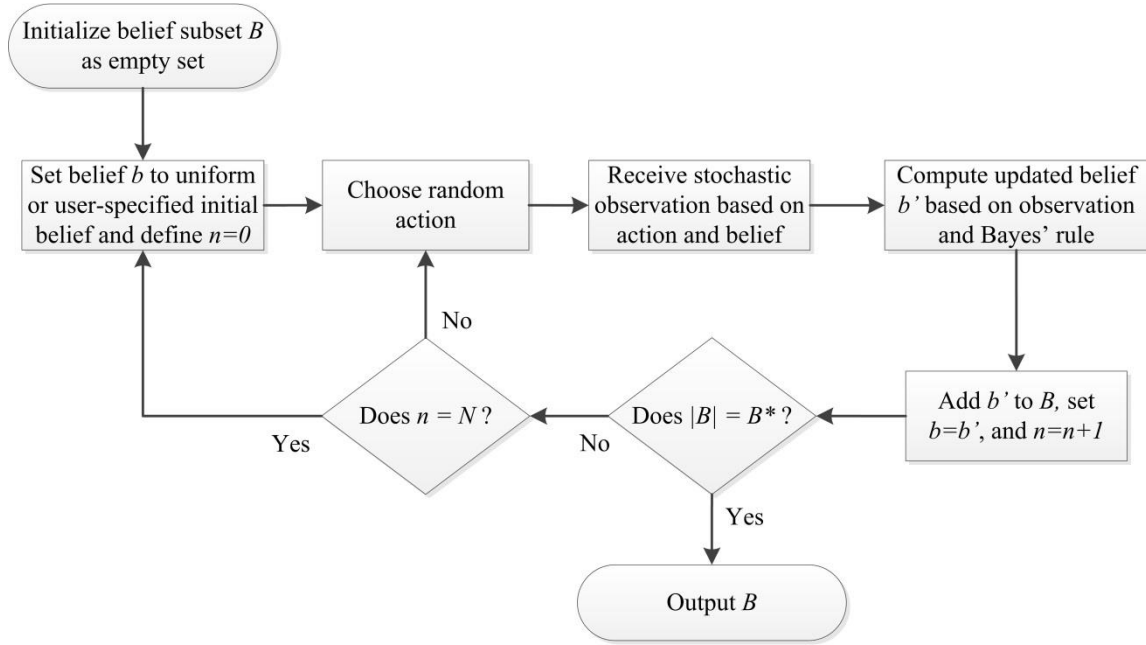 Initialize belief subset B
as empty set
Set belief b to uniform
or user-specified initial
belief and define n=0
Choose random
action
Receive stochastic
observation based on
action and belief
Compute updated belief
b’ based on observation
and Bayes’ rule
Add b’ to B, set
b=b’, and n=n+1
Does |B| = B* ?
No
Yes
Does n = N ?
No
Yes
Output B